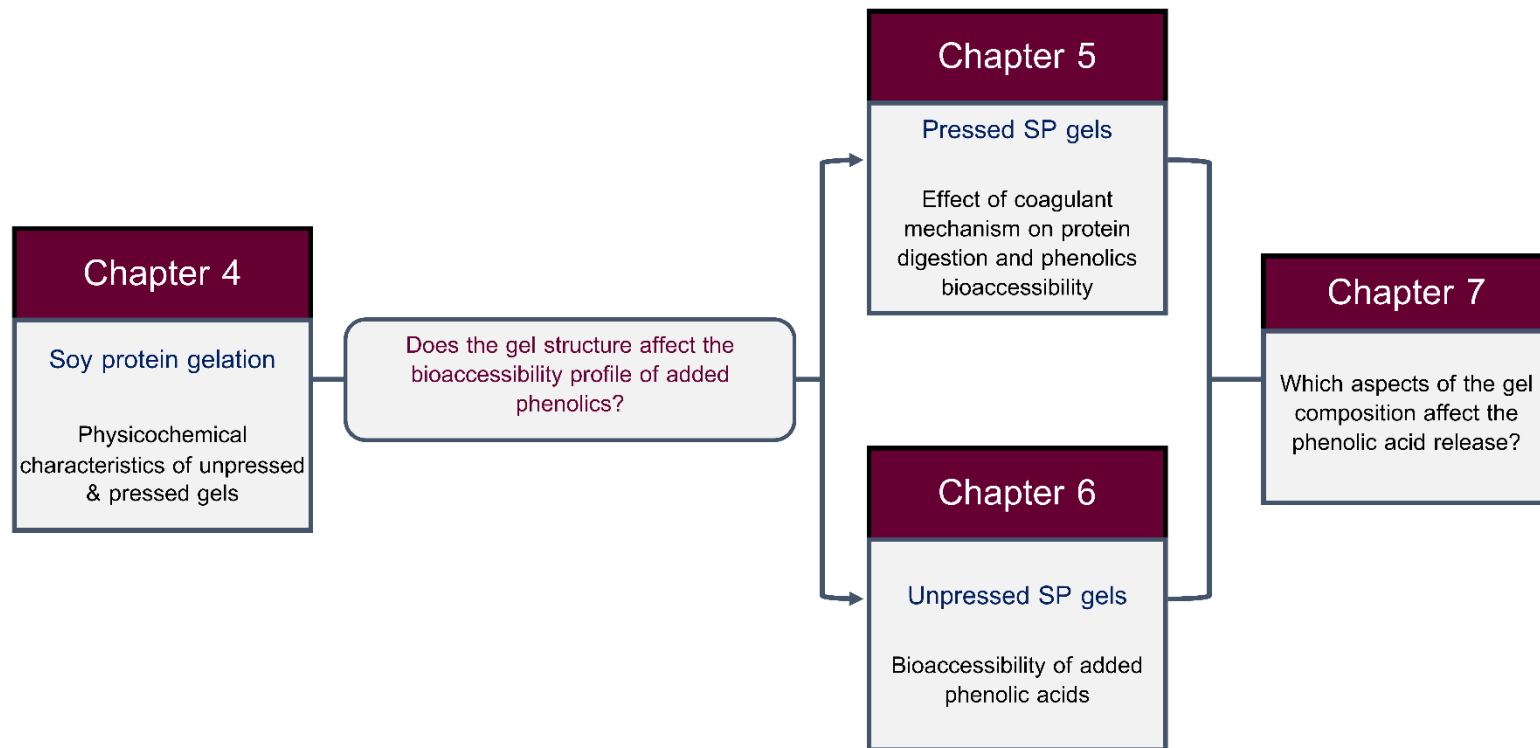 Chapter 4
Soy protein gelation
Physicochemical
characteristics of unpressed
& pressed gels
Does the gel structure affect the
bioaccessibility profile of added
phenolics?
Chapter 5
Pressed SP gels
Effect of coagulant
mechanism on protein
digestion and phenolics
bioaccessibility
Chapter 6
Unpressed SP gels
Bioaccessibility of added
phenolic acids
Chapter 7
Which aspects of the gel
composition affect the
phenolic acid release?